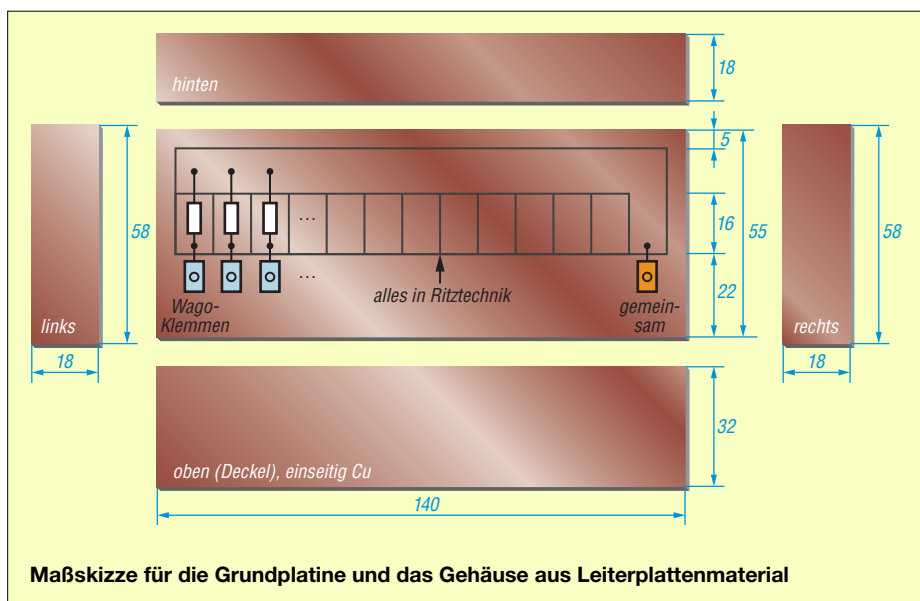 hinten
18
5
58
...
16
55
58
...
22
Wago-
Klemmen
alles in Ritztechnik
gemein-
sam
links
rechts
18
18
32
oben (Deckel), einseitig Cu
140
Maßskizze für die Grundplatine und das Gehäuse aus Leiterplattenmaterial